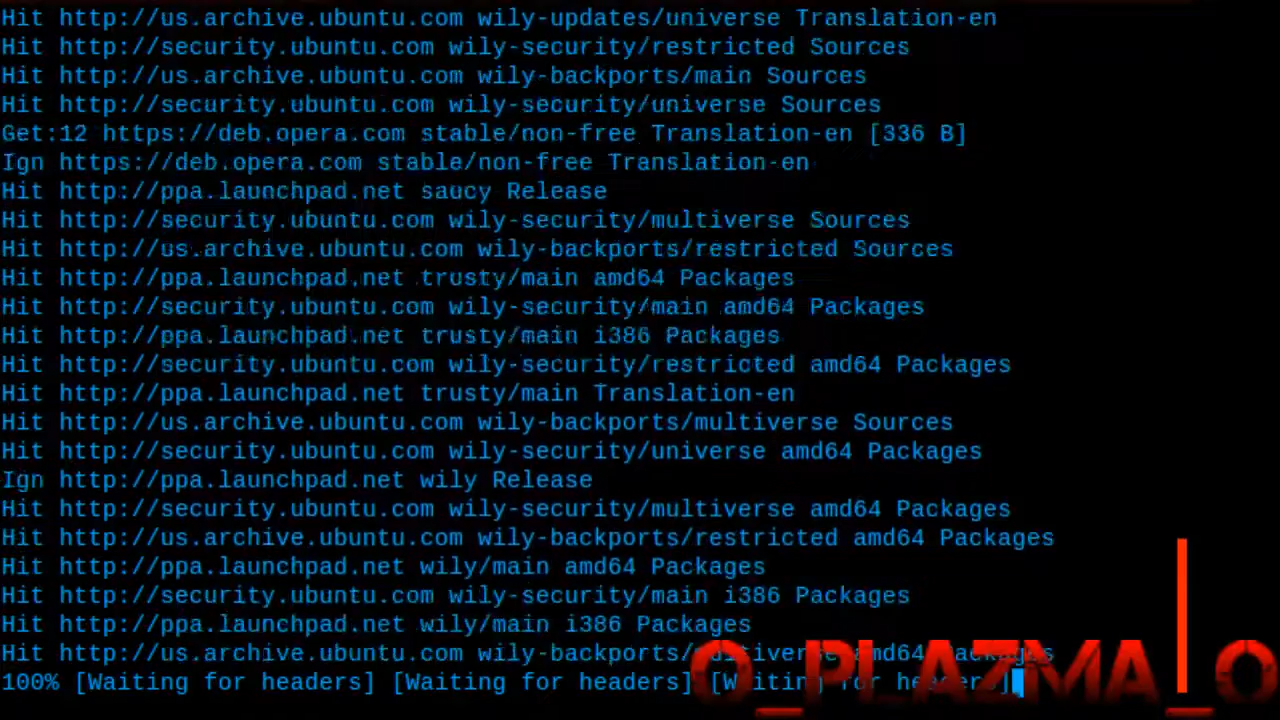 Hit http://us.archive.ubuntu.com wily-updates/universe Translation-en
Hit http://security.ubuntu.com wily-security/restricted Sources
Hit http://us.archive.ubuntu.com wily-backports/main Sources
Hit http://security.ubuntu.com wily-security/universe Sources
Get:12 https://deb.opera.com stable/non-free Translation-en [336 B]
Ign https://deb.opera.com stable/non-free Translation-en
Hit http://ppa.launchpad.net saucy Release
Hit http://security.ubuntu.com wily-security/multiverse Sources
Hit http://us.archive.ubuntu.com wily-backports/restricted Sources
Hit http://ppa.launchpad.net trusty/main amd64 Packages
Hit http://security.ubuntu.com wily-security/main amd64 Packages
Hit http://ppa.launchpad.net trusty/main i386 Packages
Hit http://security.ubuntu.com wily-security/restricted amd64 Packages
Hit http://ppa.launchpad.net trusty/main Translation-en
Hit http://us.archive.ubuntu.com wily-backports/multiverse Sources
Hit http://security.ubuntu.com wily-security/universe amd64 Packages
Ign http://ppa.launchpad.net wily Release
Hit http://security.ubuntu.com wily-security/multiverse amd64 Packages
Hit http://us.archive.ubuntu.com wily-backports/restricted amd64 Packages
Hit http://ppa.launchpad.net wily/main amd64 Packages
Hit http://security.ubuntu.com wily-security/main i386 Packages
Hit http://ppa.launchpad.net wily/main i386 Packages
Hit http://us.archive.ubuntu.com wily-backports/multiverse amd64 Packages
100% [Waiting for headers] [Waiting for headers] [Waiting for headers]
O_PLAZMA_O